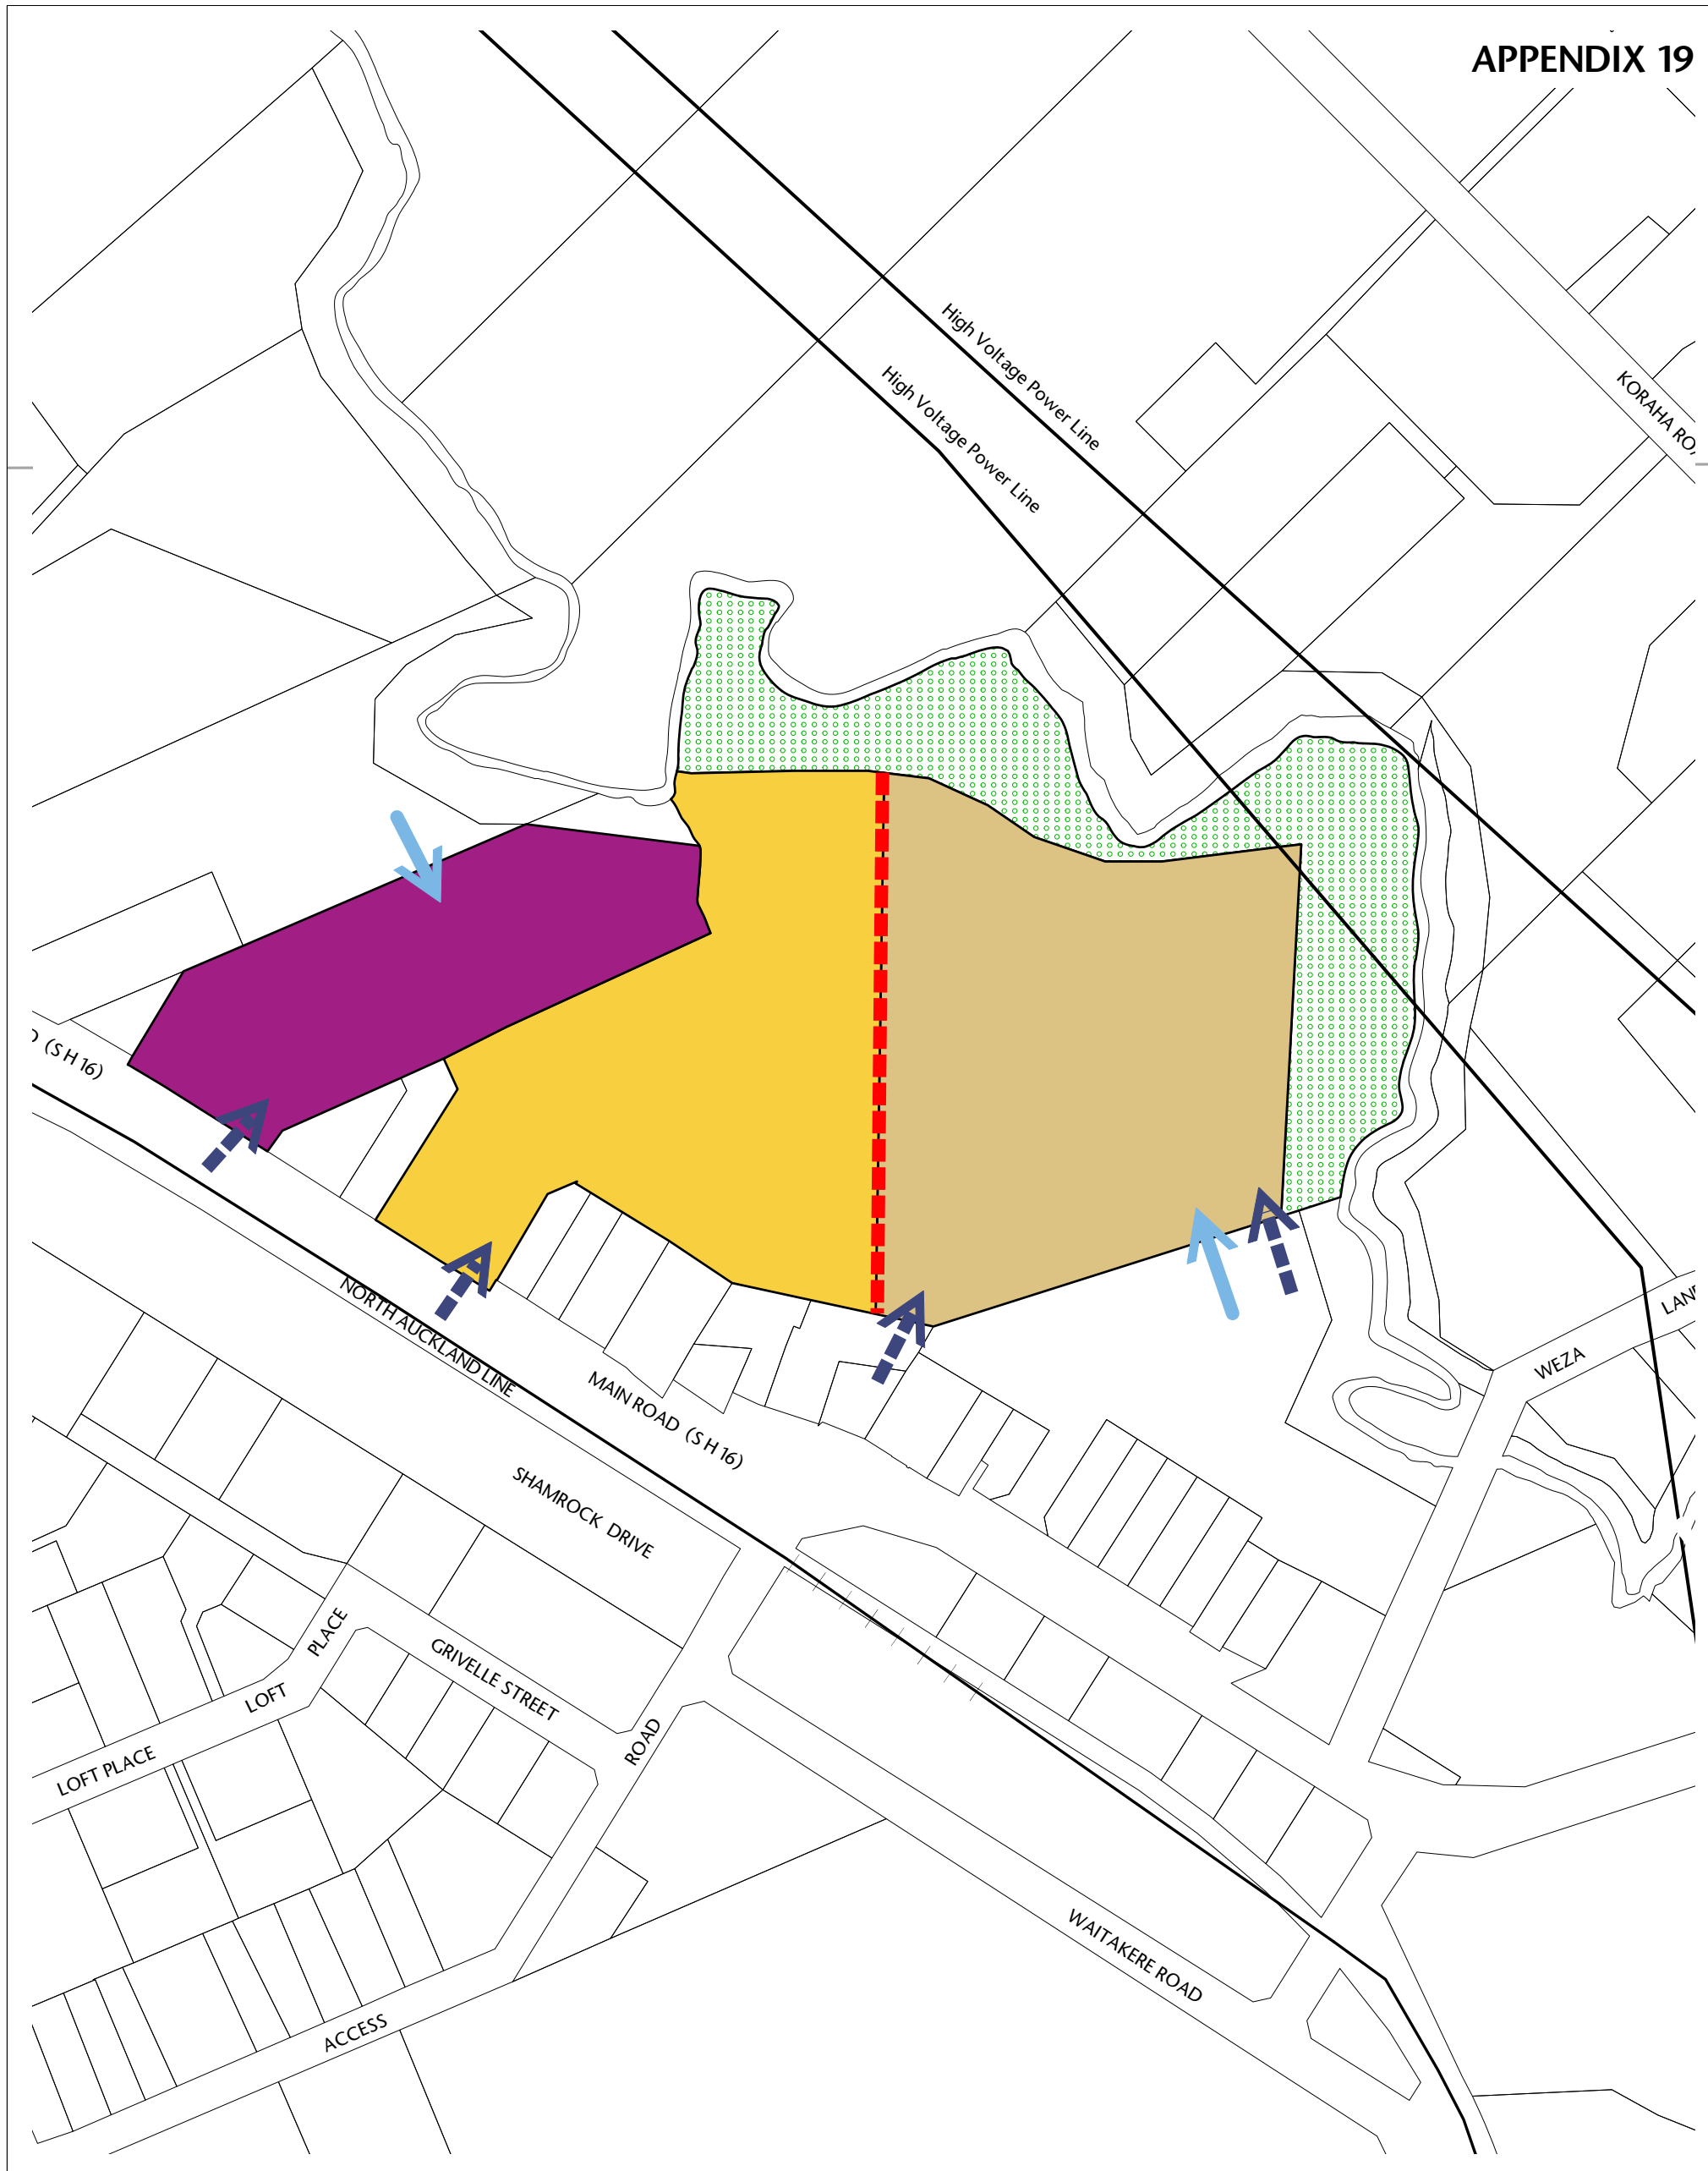 APPENDIX 19
High Voltage Power Line
High Voltage Power Line
KORAHA RO
(S H 16)
NORTH AUCKLAND LINE
MAIN ROAD (S H 16)
SHAMROCK DRIVE
WEZA
LANE
PLACE
LOFT
GRIVELLE STREET
LOFT PLACE
ROAD
WAITAKERE ROAD
ACCESS